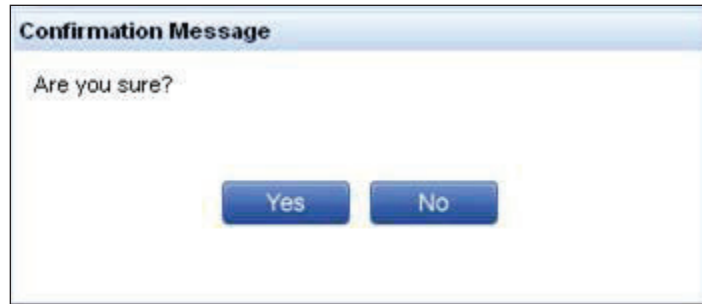 Confirmation Message
Are you sure?
Yes No